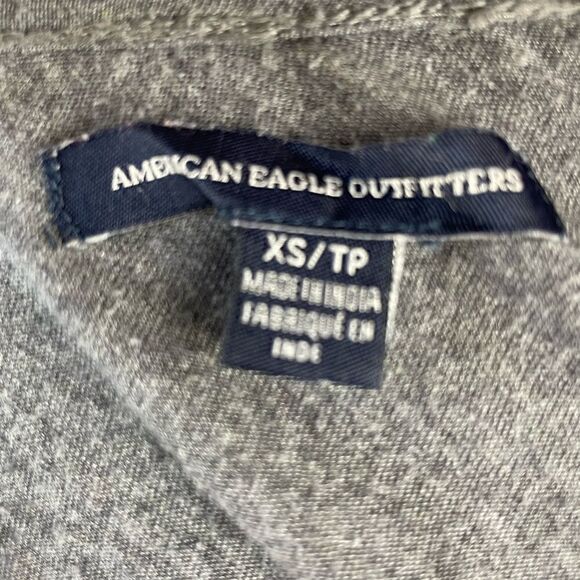 AMERICAN EAGLE OUTFITTERS
XS/TP
MADE IN INDIA
FABRIQUÉ EN
INDE